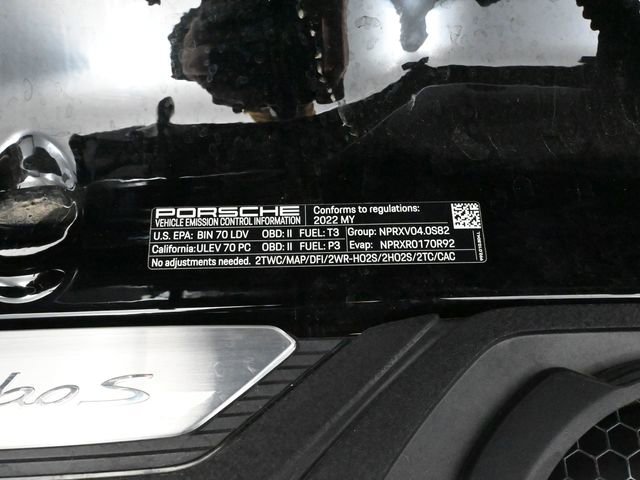 PORSCHE
VEHICLE EMISSION CONTROL INFORMATION
Conforms to regulations:
2022 MY
U.S. EPA: BIN 70 LDV OBD: II FUEL: T3 Group: NPRXV04.0S82
California: ULEV 70 PC OBD: II FUEL: P3 Evap: NPRXR0170R92
No adjustments needed. 2TWC/MAP/DFI/2WR-HO2S/2HO2S/2TC/CAC
S